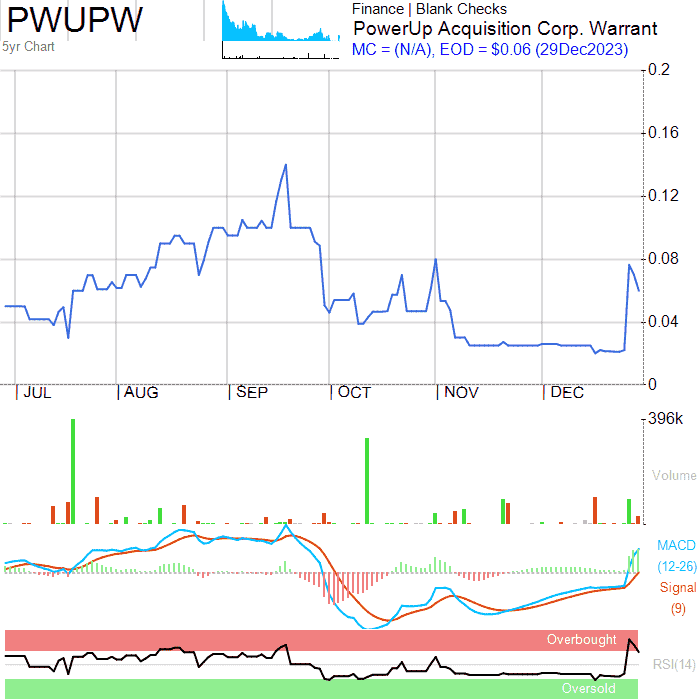 PWUPW
5yr Chart
Finance | Blank Checks
PowerUp Acquisition Corp. Warrant
MC = (N/A), EOD = $0.06 (29Dec2023)
0.2
0.16
0.12
0.08
0.04
0
JUL AUG SEP OCT NOV DEC
396k
Volume
MACD
(12-26)
Signal
(9)
Overbought
RSI(14)
Oversold